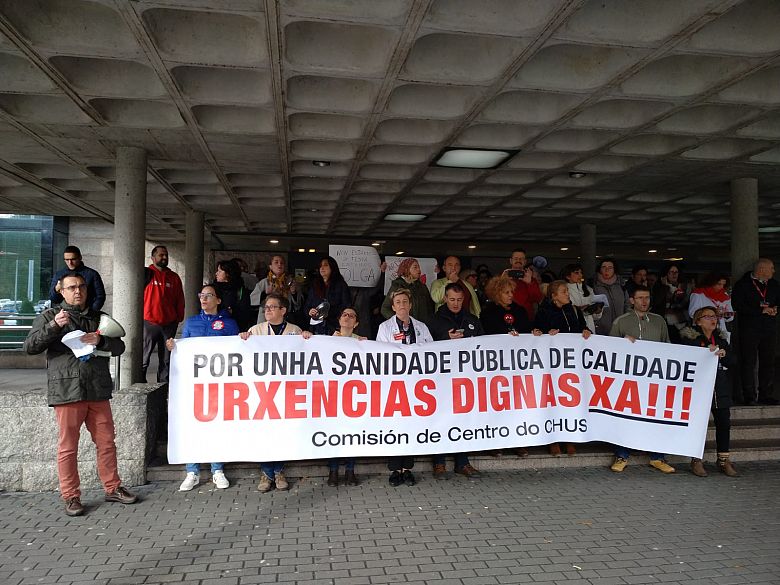 POR UNHA SANIDADE PÚBLICA DE CALIDADE
URXENCIAS DIGNAS XA!!!
Comisión de Centro do CHUS